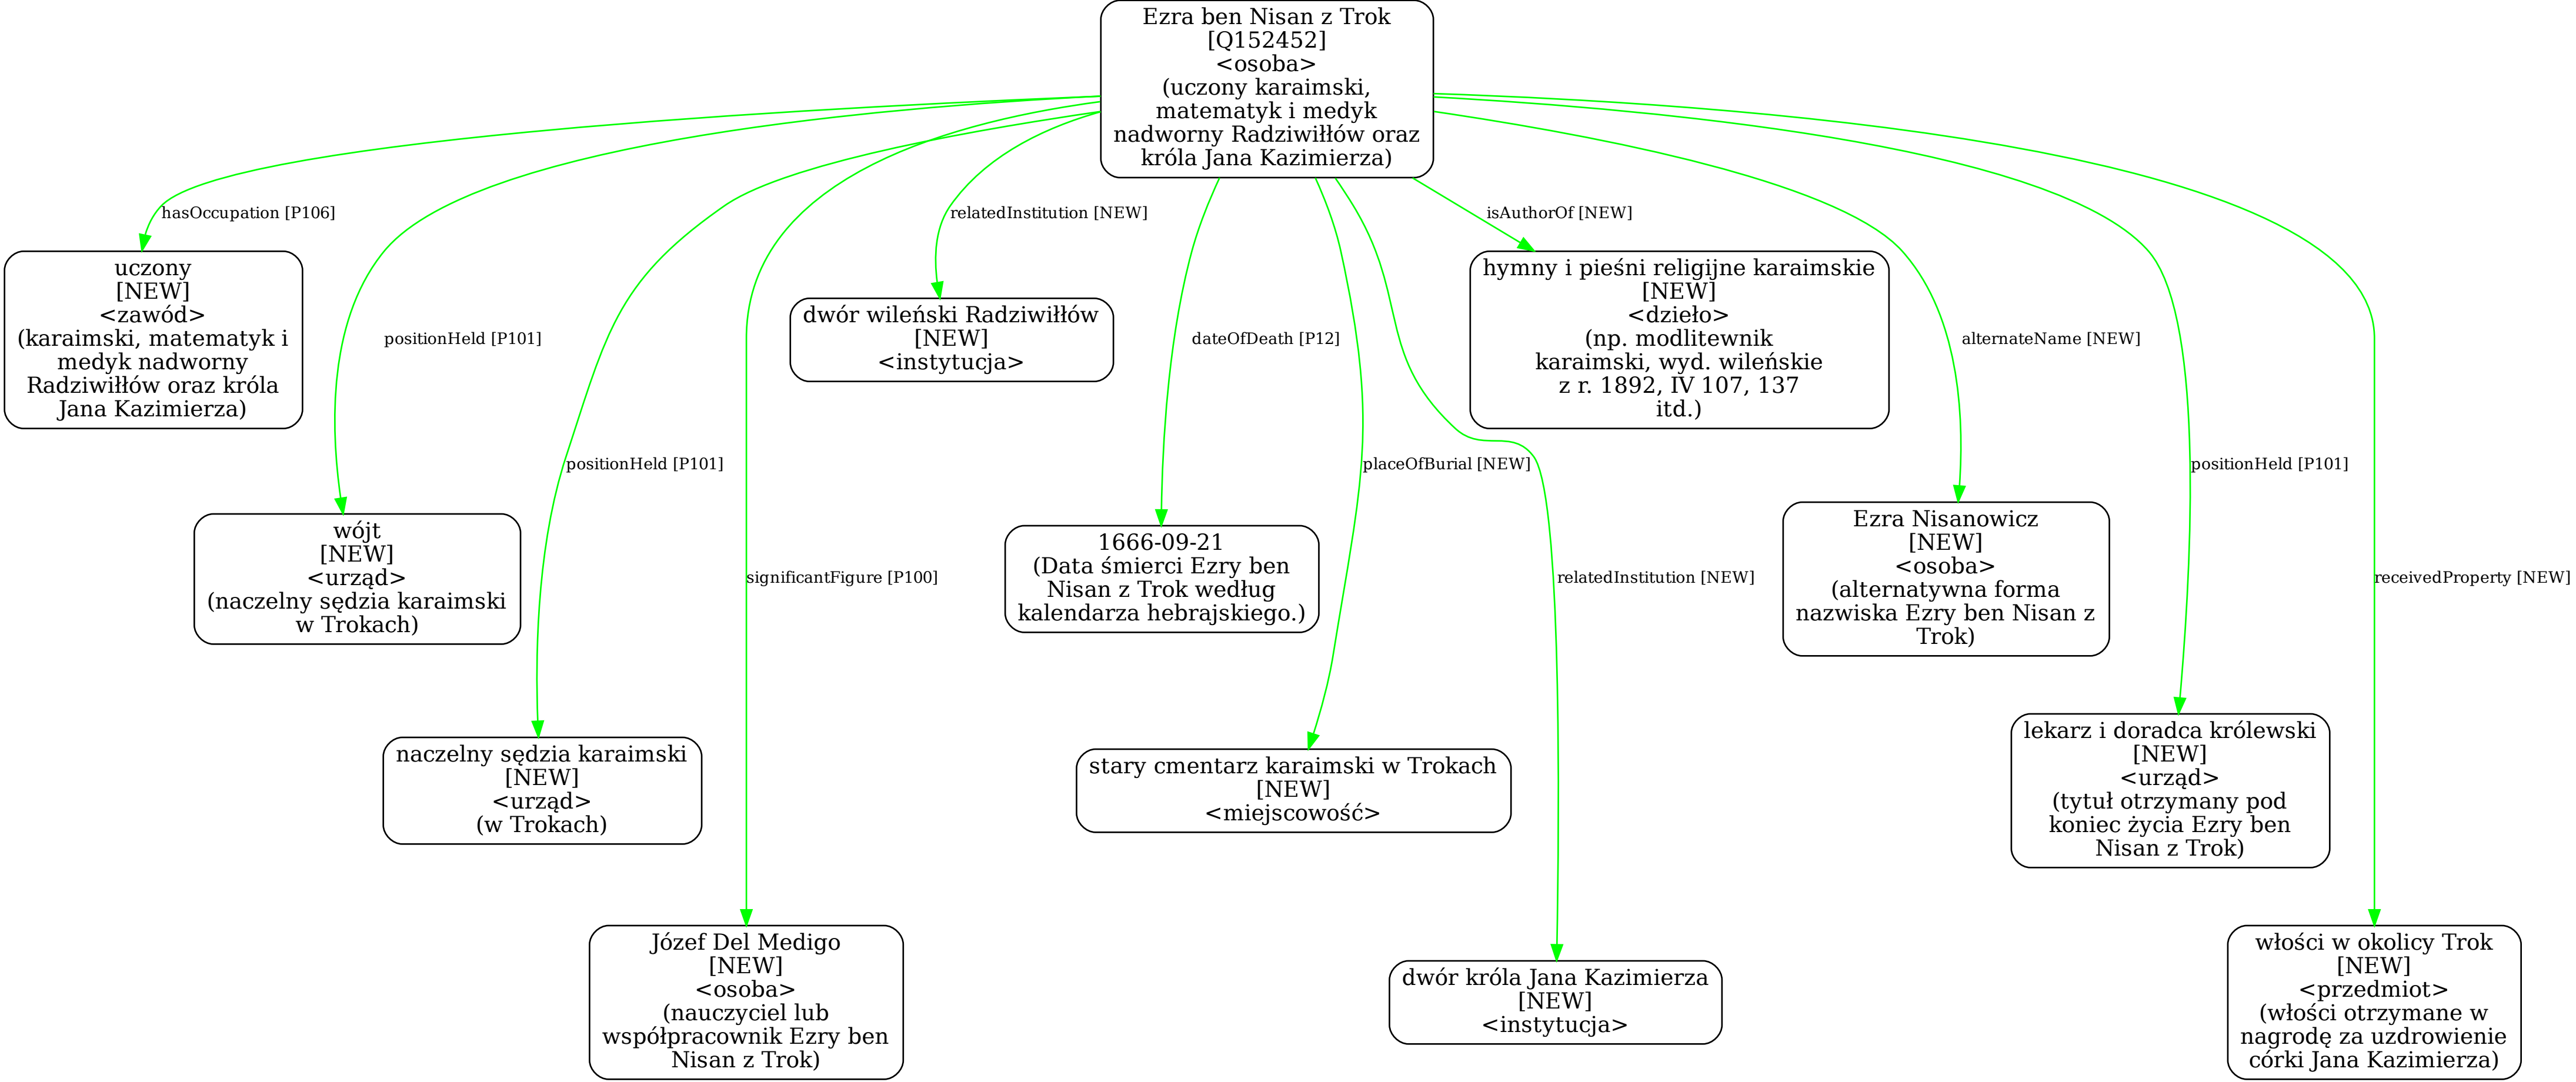 Ezra ben Nisan z Trok
[Q152452]
<osoba>
(uczony karaimski,
matematyk i medyk
nadworny Radziwiłłów oraz
króla Jana Kazimierza)
hasOccupation [P106]
relatedInstitution [NEW]
isAuthorOf [NEW]
uczony
[NEW]
<zawód>
(karaimski, matematyk i
medyk nadworny
Radziwiłłów oraz króla
Jana Kazimierza)
positionHeld [P101]
dwór wileński Radziwiłłów
[NEW]
<instytucja>
dateOfDeath [P12]
hymny i pieśni religijne karaimskie
[NEW]
<dzieło>
(np. modlitewnik
karaimski, wyd. wileńskie
z r. 1892, IV 107, 137
itd.)
alternateName [NEW]
positionHeld [P101]
placeOfBurial [NEW]
positionHeld [P101]
wójt
[NEW]
<urząd>
(naczelny sędzia karaimski
w Trokach)
significantFigure [P100]
1666-09-21
(Data śmierci Ezry ben
Nisan z Trok według
kalendarza hebrajskiego.)
relatedInstitution [NEW]
Ezra Nisanowicz
[NEW]
<osoba>
(alternatywna forma
nazwiska Ezry ben Nisan z
Trok)
receivedProperty [NEW]
naczelny sędzia karaimski
[NEW]
<urząd>
(w Trokach)
stary cmentarz karaimski w Trokach
[NEW]
<miejscowość>
lekarz i doradca królewski
[NEW]
<urząd>
(tytuł otrzymany pod
koniec życia Ezry ben
Nisan z Trok)
Józef Del Medigo
[NEW]
<osoba>
(nauczyciel lub
współpracownik Ezry ben
Nisan z Trok)
dwór króla Jana Kazimierza
[NEW]
<instytucja>
włości w okolicy Trok
[NEW]
<przedmiot>
(włości otrzymane w
nagrodę za uzdrowienie
córki Jana Kazimierza)